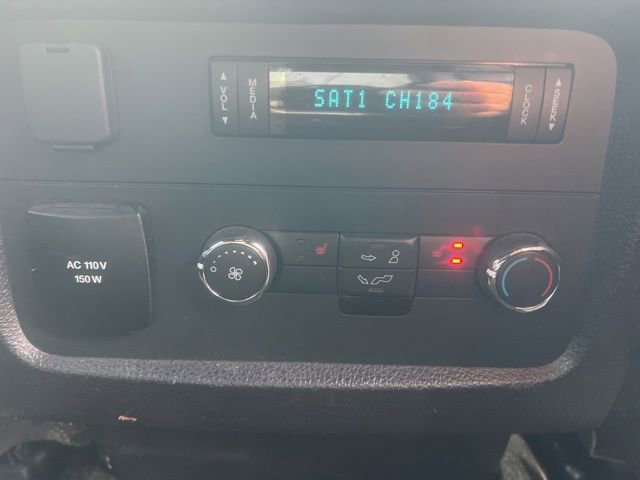 VOL
MEDIA
SAT1 CH184
CLOCK
SEEK
AC 110V
150W